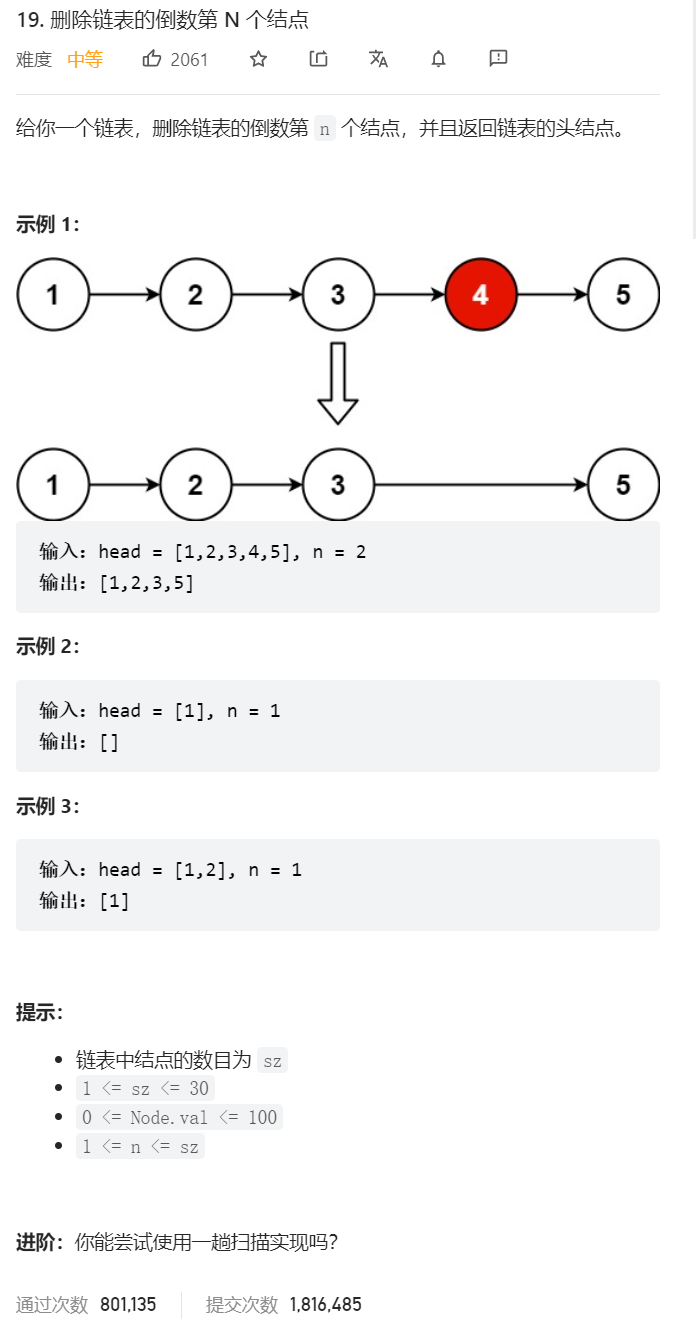 19. 删除链表的倒数第 N 个结点
难度 中等 2061
给你一个链表，删除链表的倒数第 n 个结点，并且返回链表的头结点。
示例 1：
1 2 3 4 5
1 2 3 5
输入：head = [1,2,3,4,5], n = 2
输出：[1,2,3,5]
示例 2：
输入：head = [1], n = 1
输出：[]
示例 3：
输入：head = [1,2], n = 1
输出：[1]
提示：
链表中结点的数目为 sz
1 <= sz <= 30
0 <= Node.val <= 100
1 <= n <= sz
进阶：你能尝试使用一趟扫描实现吗？
通过次数 801,135 提交次数 1,816,485